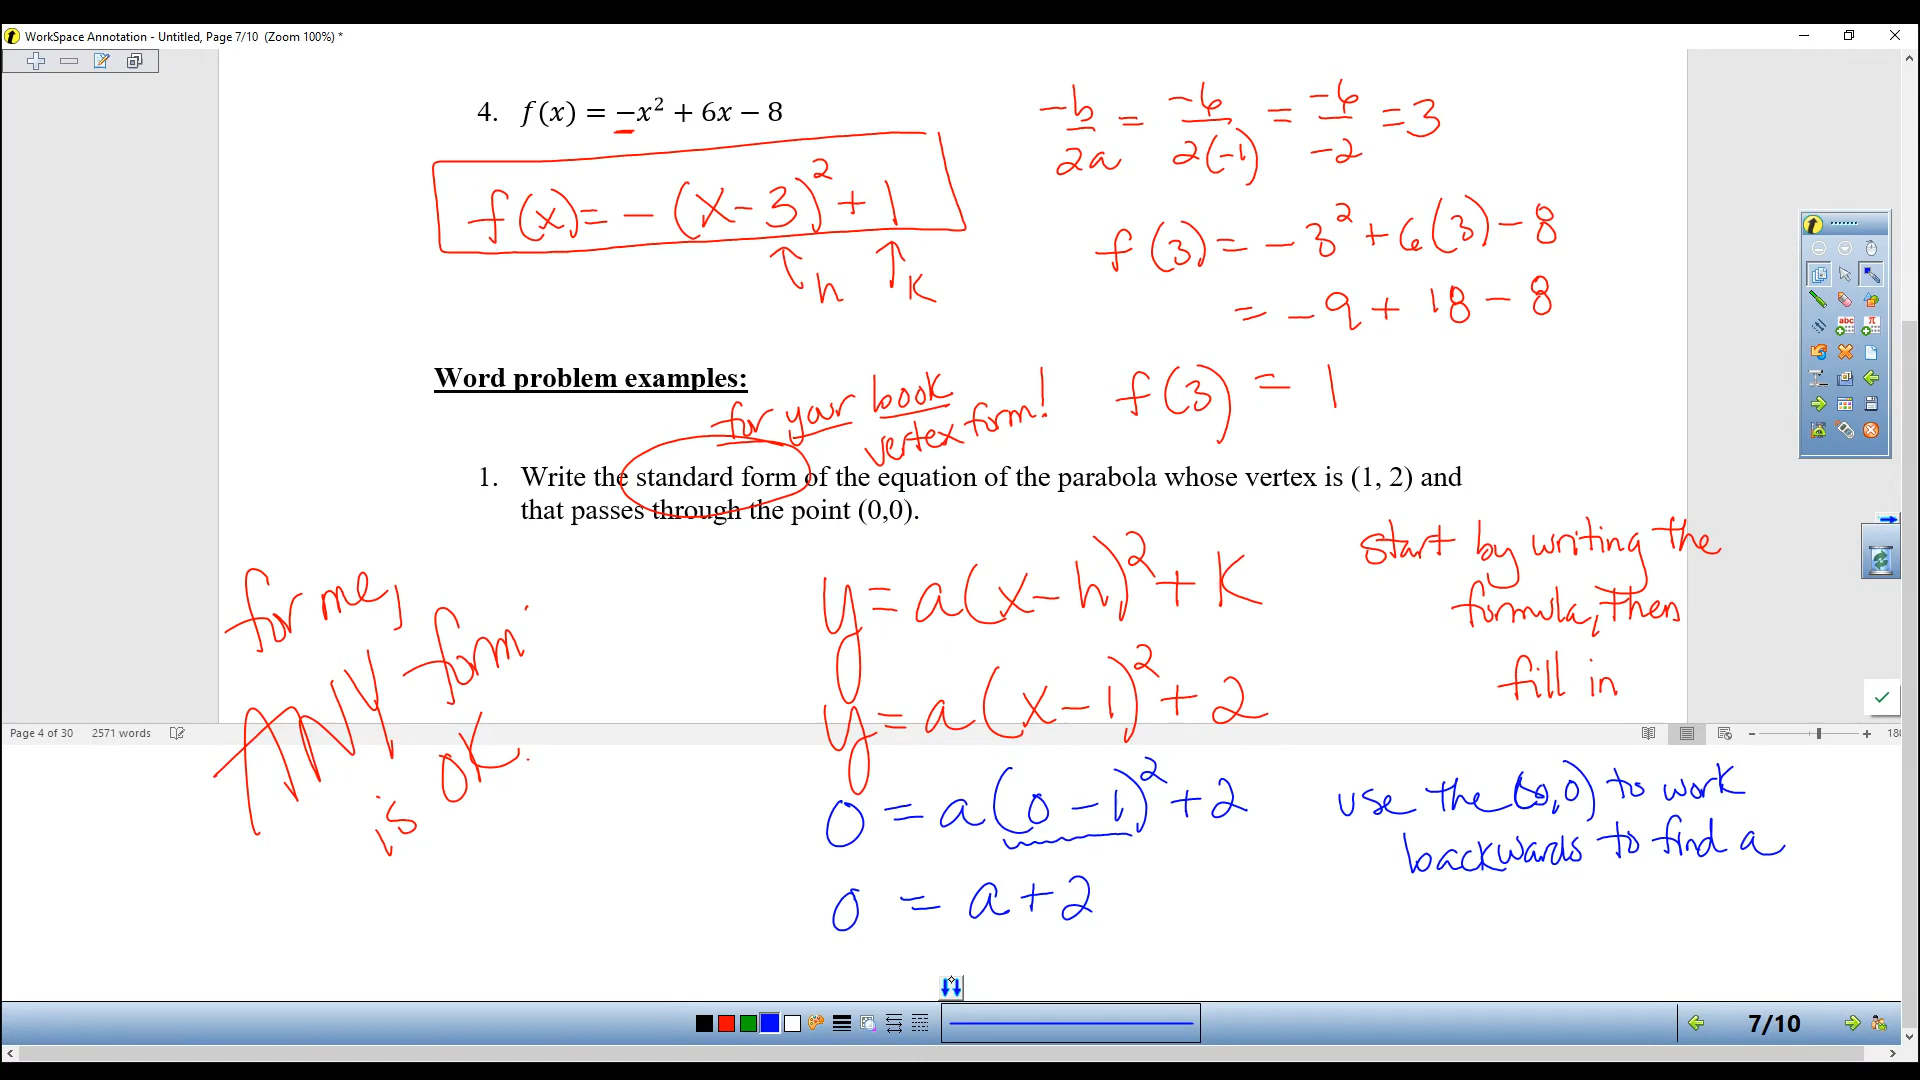 WorkSpace Annotation - Untitled, Page 7/10 (Zoom 100%) *
4. f(x) = −x² + 6x − 8
-b/2a = -6/2(-1) = -6/-2 = 3
f(x) = -(x-3)² + 1
h k
f(3) = -3² + 6(3) - 8
= -9 + 18 - 8
f(3) = 1
Word problem examples:
for your book
vertex form!
1. Write the standard form of the equation of the parabola whose vertex is (1, 2) and
that passes through the point (0,0).
for me,
ANY form
is OK.
y = a(x-h)² + k
y = a(x-1)² + 2
start by writing the
formula, then
fill in
Page 4 of 30 2571 words
180
0 = a(0-1)² + 2
0 = a + 2
use the (0,0) to work
backwards to find a
abc
π
7/10